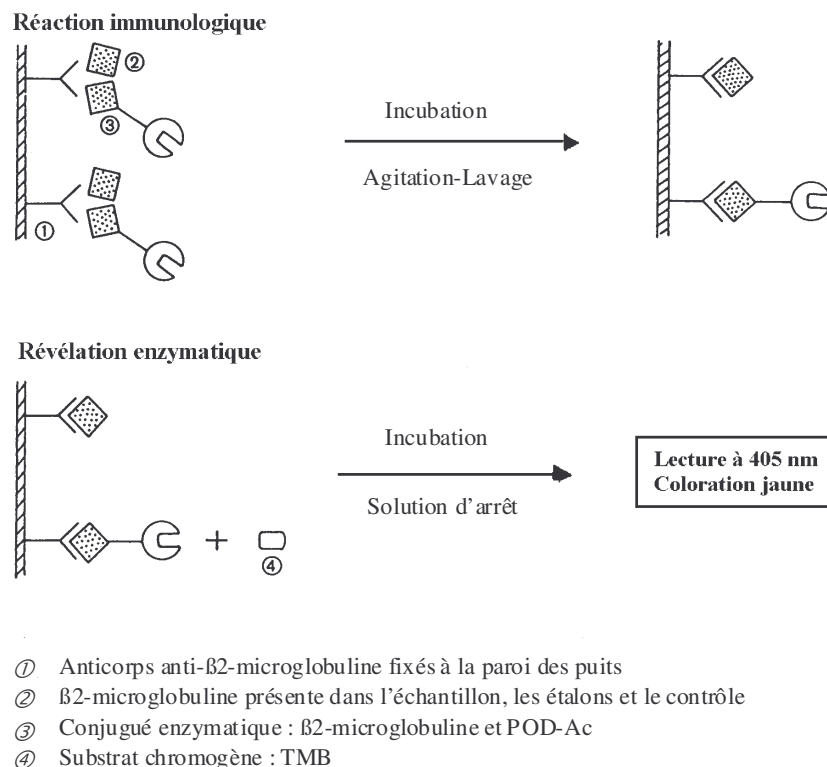 Réaction immunologique
②
③
Incubation
Agitation-Lavage
①
Révélation enzymatique
Incubation
Solution d'arrêt
Lecture à 405 nm
Coloration jaune
+
④
① Anticorps anti-ß2-microglobuline fixés à la paroi des puits
② ß2-microglobuline présente dans l'échantillon, les étalons et le contrôle
③ Conjugué enzymatique : ß2-microglobuline et POD-Ac
④ Substrat chromogène : TMB